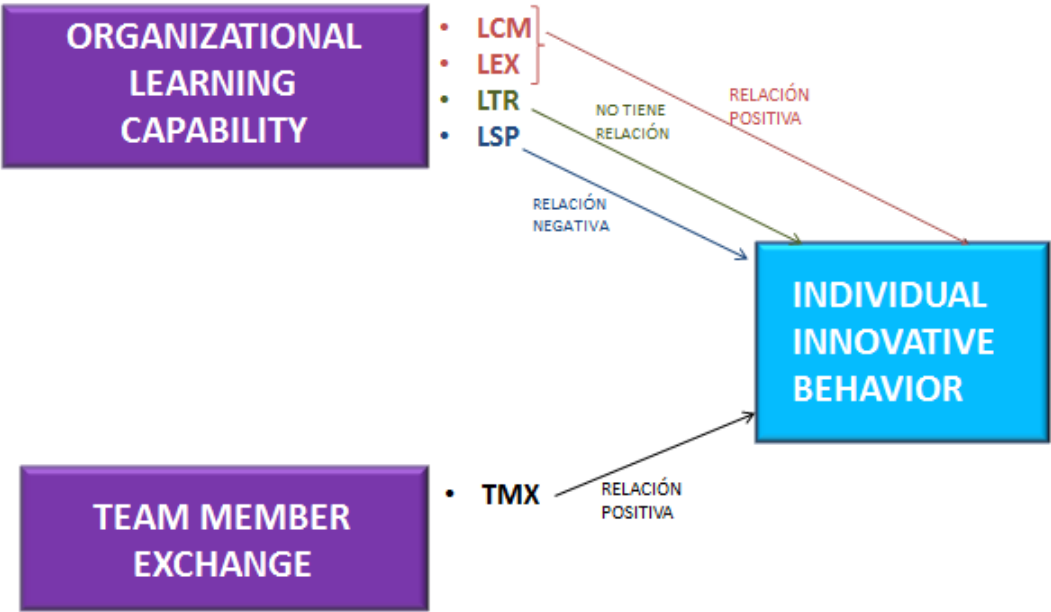 ORGANIZATIONAL
LEARNING
CAPABILITY
• LCM
• LEX
• LTR
• LSP
RELACIÓN
POSITIVA
NO TIENE
RELACIÓN
RELACIÓN
NEGATIVA
INDIVIDUAL
INNOVATIVE
BEHAVIOR
TEAM MEMBER
EXCHANGE
• TMX
RELACIÓN
POSITIVA